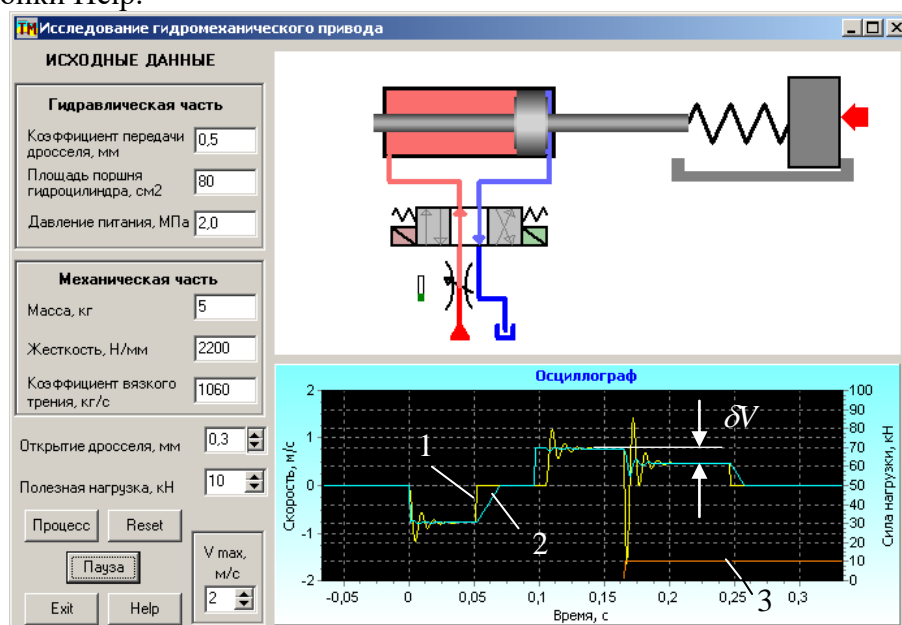 онки Help.
Исследование гидромеханического привода
ИСХОДНЫЕ ДАННЫЕ
Гидравлическая часть
Коэффициент передачи
дросселя, мм
0,5
Площадь поршня
гидроцилиндра, см2
80
Давление питания, МПа
2,0
Механическая часть
Масса, кг
5
Жесткость, Н/мм
2200
Коэффициент вязкого
трения, кг/с
1060
Открытие дросселя, мм
0,3
Полезная нагрузка, кН
10
Процесс
Reset
Пауза
Exit
Help
V max,
м/с
2
Осциллограф
Скорость, м/с
2
1
0
-1
-2
-0,05
0
0,05
0,1
0,15
0,2
0,25
0,3
Время, с
100
90
80
70
60
50
40
30
20
10
0
Сила нагрузки, кН
1
2
3
δV